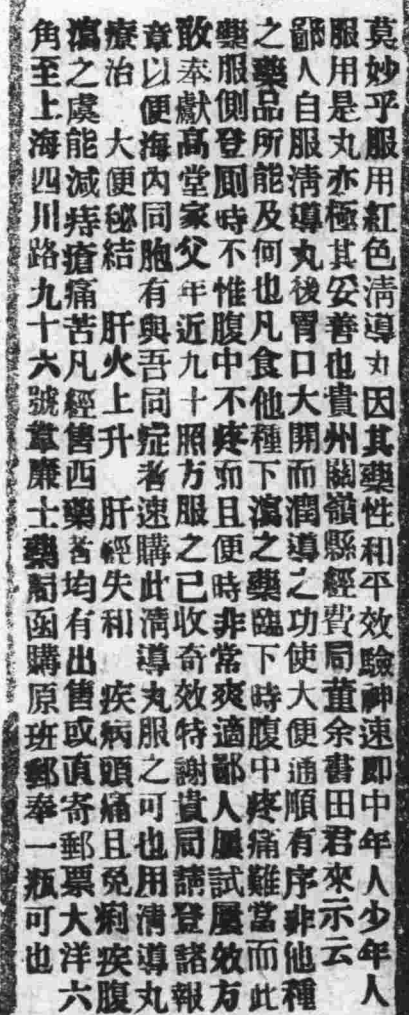 莫妙乎服用紅色淸導丸因其藥性和平效驗神速即中年人少年人
服用是丸亦極其妥善也貴州關嶺縣經費局董余書田君來示云
鄙人自服淸導丸後胃口大開而潤導之功使大便通順有序非他種
之藥品所能及何也凡食他種下瀉之藥臨下時腹中疼痛難當而此
藥服側登厠時不惟腹中不疼而且便時非常爽適鄙人屢試屢效方
敢奉獻高堂家父年近九十照方服之已收奇效特謝貴局請登諸報
章以便海內同胞有與吾同症者速購此淸導丸服之可也用淸導丸
療治 大便秘結 肝火上升 肝經失和 疾病頭痛且免痢疾腹
瀉之虞能減痔瘡痛苦凡經售西藥者均有出售或直寄郵票大洋六
角至上海四川路九十六號韋廉士藥局函購原班郵奉一瓶可也